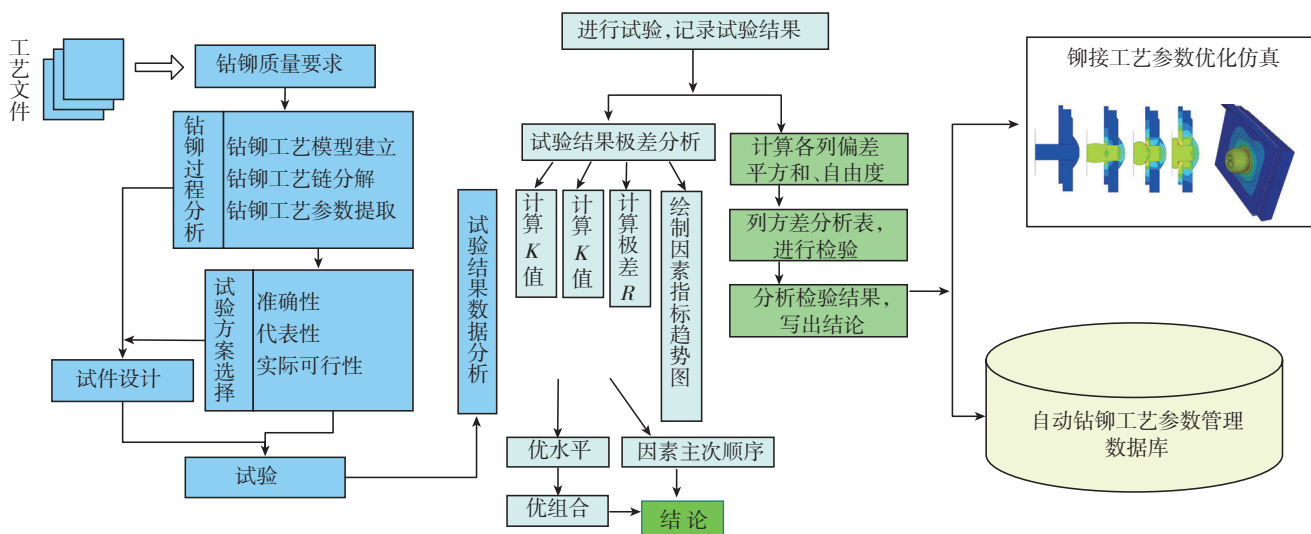 工艺文件
钻铆质量要求
钻铆过程分析
钻铆工艺模型建立
钻铆工艺链分解
钻铆工艺参数提取
试验方案选择
准确性
代表性
实际可行性
试件设计
试验
试验结果数据分析
进行试验,记录试验结果
试验结果极差分析
计算K值
计算K值
计算极差R
绘制因素指标趋势图
优水平
因素主次顺序
优组合
结 论
计算各列偏差
平方和、自由度
列方差分析表,
进行检验
分析检验结果,
写出结论
铆接工艺参数优化仿真
自动钻铆工艺参数管理
数据库